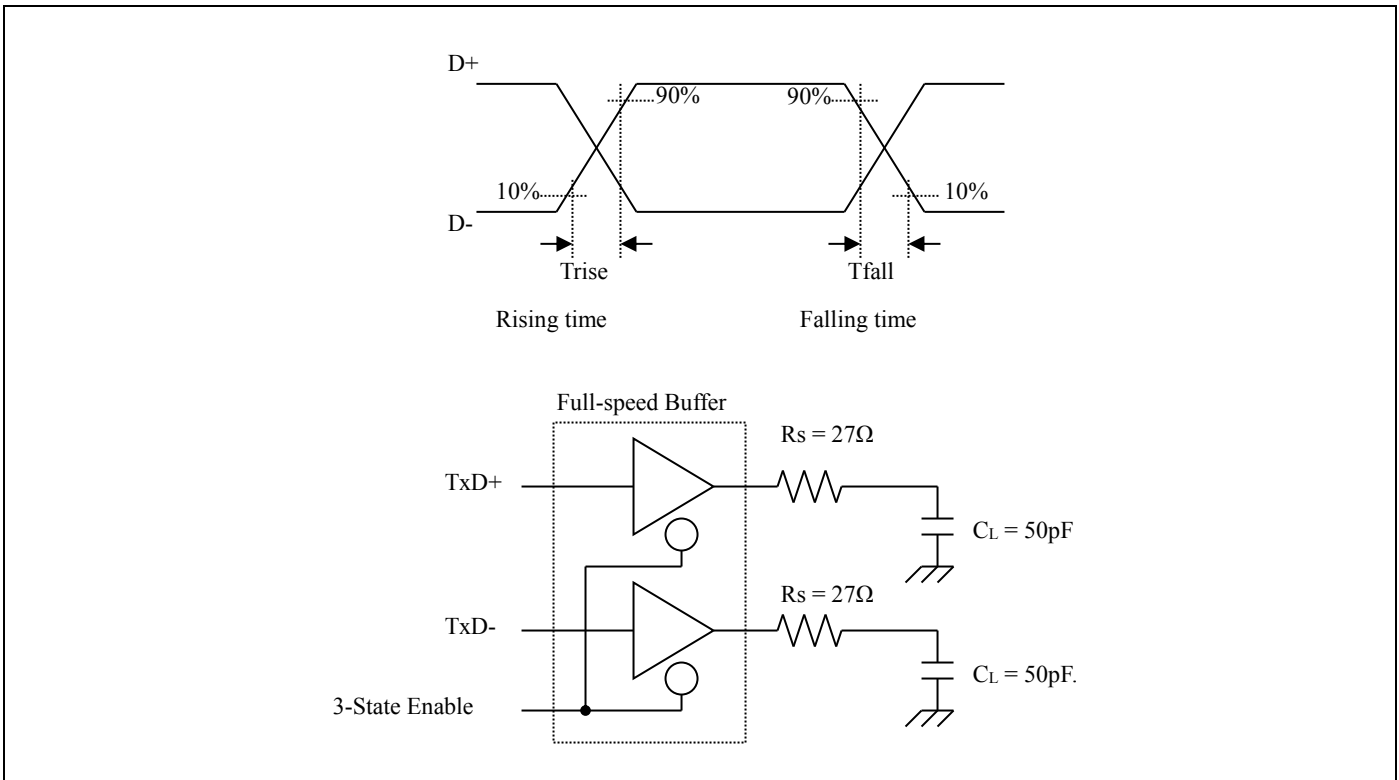 D+
90%
90%
10%
10%
D-
Trise
Tfall
Rising time
Falling time
Full-speed Buffer
Rs = 27Ω
TxD+
CL = 50pF
Rs = 27Ω
TxD-
CL = 50pF.
3-State Enable